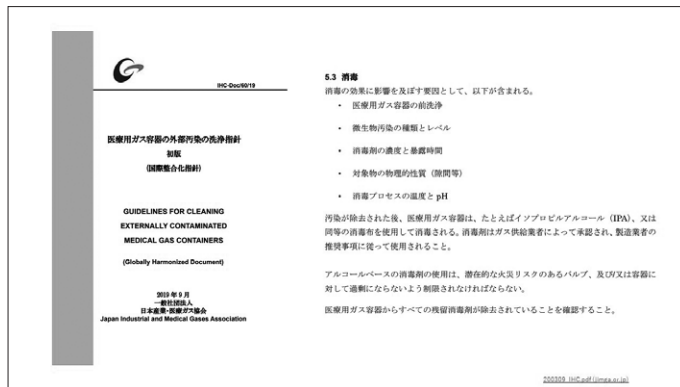 IHC-Doc/60/19
医療用ガス容器の外部汚染の洗浄指針
初版
(国際整合化指針)
GUIDELINES FOR CLEANING
EXTERNALLY CONTAMINATED
MEDICAL GAS CONTAINERS
(Globally Harmonized Document)
2019 年 9 月
一般社団法人
日本産業・医療ガス協会
Japan Industrial and Medical Gases Association
5.3 消毒
消毒の効果に影響を及ぼす要因として、以下が含まれる。
• 医療用ガス容器の前洗浄
• 微生物汚染の種類とレベル
• 消毒剤の濃度と暴露時間
• 対象物の物理的性質（隙間等）
• 消毒プロセスの温度と pH
汚染が除去された後、医療用ガス容器は、たとえばイソプロピルアルコール（IPA）、又は
同等の消毒布を使用して消毒される。消毒剤はガス供給業者によって承認され、製造業者の
推奨事項に従って使用されること。
アルコールベースの消毒剤の使用は、潜在的な火災リスクのあるバルブ、及び/又は容器に
対して過剰にならないよう制限されなければならない。
医療用ガス容器からすべての残留消毒剤が除去されていることを確認すること。
200309_IHC.pdf (jimga.or.jp)